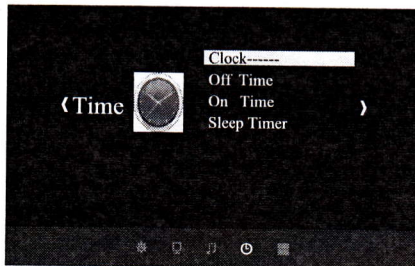 Time
Clock------
Off Time
On Time
Sleep Timer